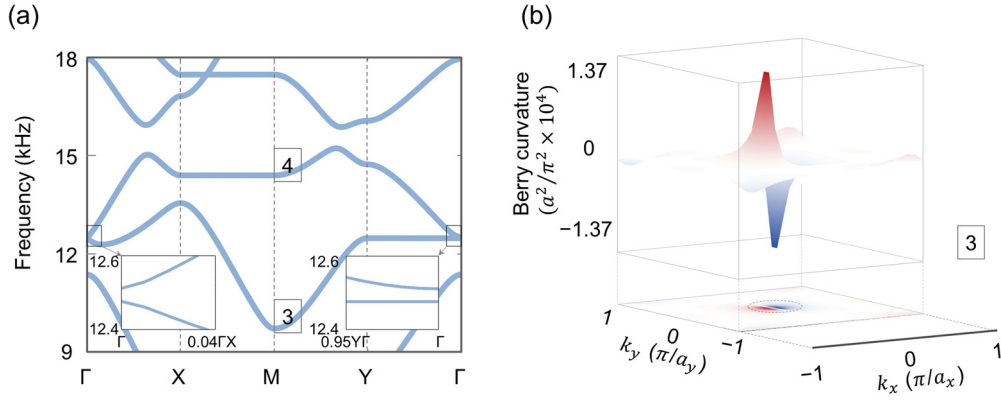 (a)
18
15
12
9
Frequency (kHz)
4
3
12.6
12.4
Γ
0.04ΓX
12.6
12.4
0.95YΓ
Γ
Γ
X
M
Y
Γ
(b)
1.37
0
−1.37
Berry curvature
(a²/π² × 10⁴)
3
1
0
−1
k_y (π/a_y)
−1
0
1
k_x (π/a_x)